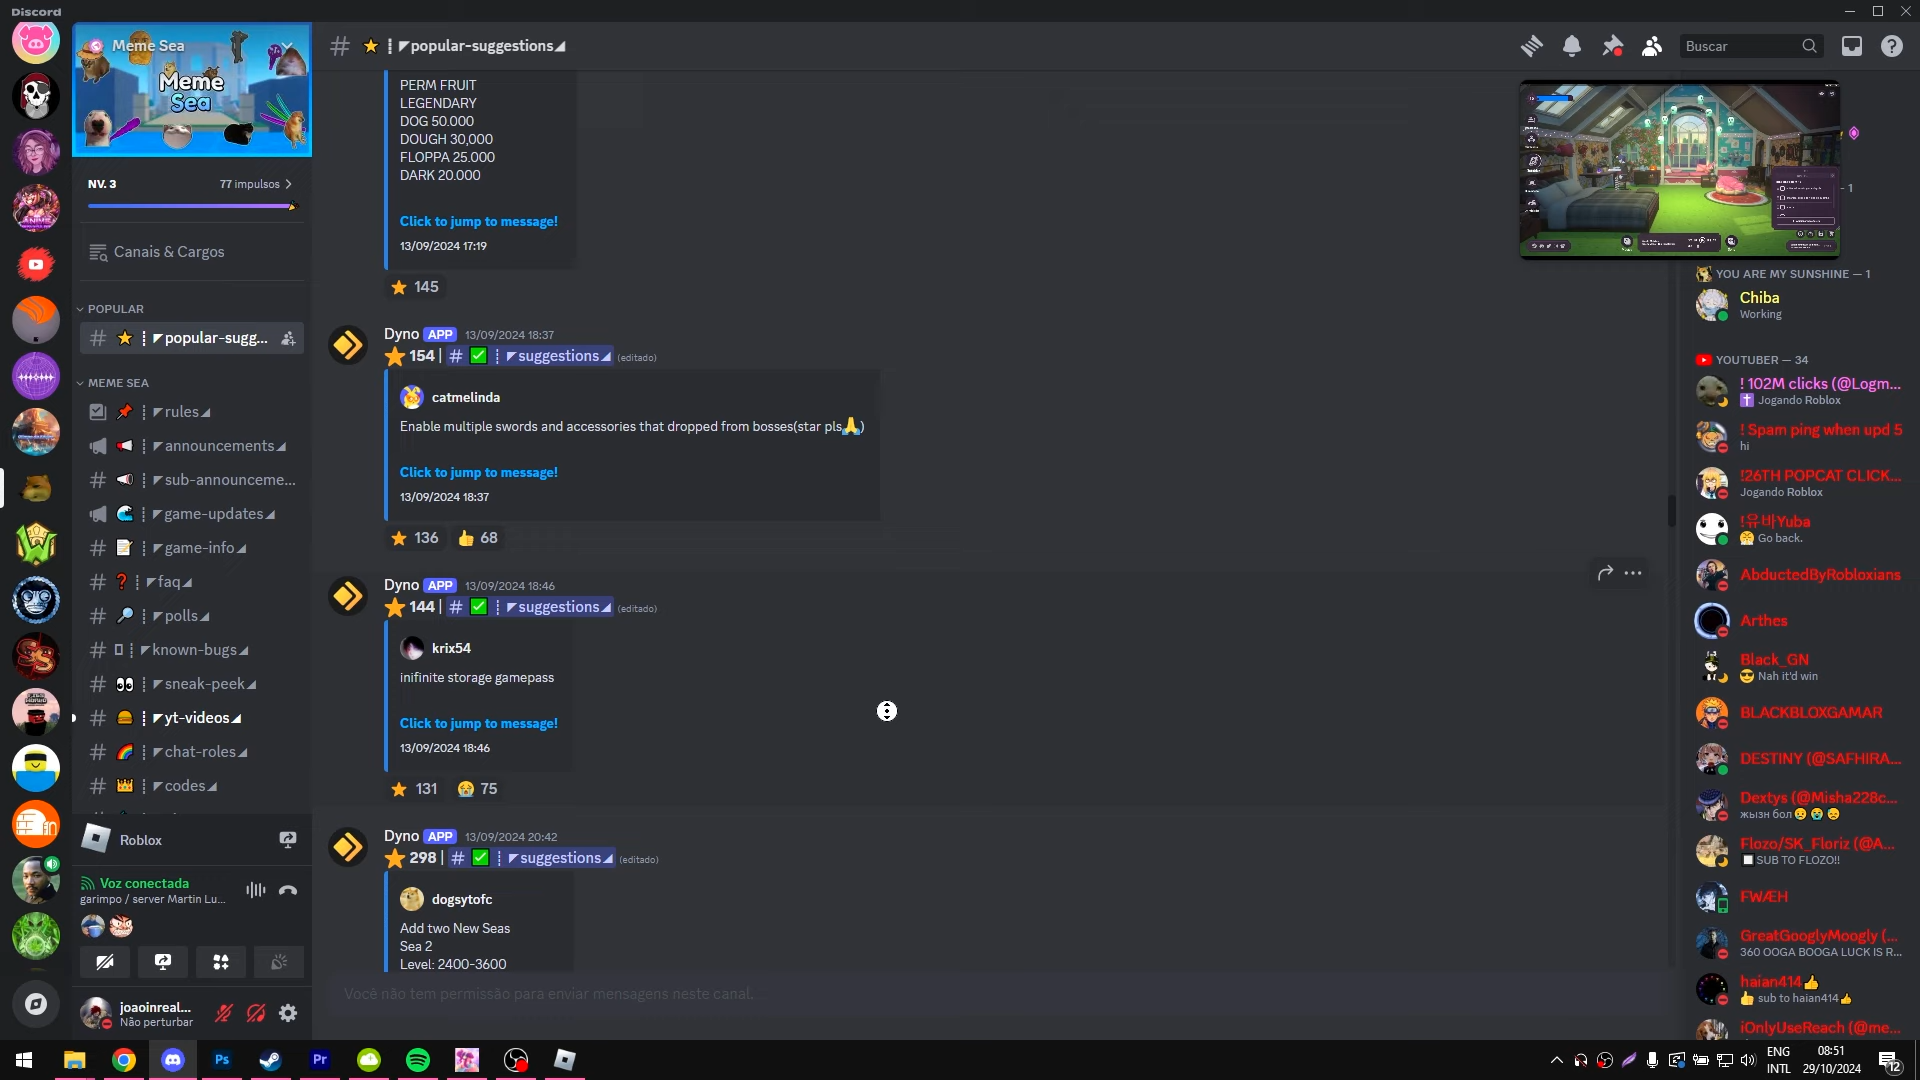 Discord
Meme Sea
Meme
Sea
NV. 3
77 impulsos
Canais & Cargos
POPULAR
# ⭐┊◤popular-sugg...
MEME SEA
📌┊◤rules◢
📢┊◤announcements◢
📢┊◤sub-announceme...
🌊┊◤game-updates◢
# 📝┊◤game-info◢
# ❓┊◤faq◢
# 🔎┊◤polls◢
# ▯┊◤known-bugs◢
# 👀┊◤sneak-peek◢
# 🍔┊◤yt-videos◢
# 🌈┊◤chat-roles◢
# 👑┊◤codes◢
Roblox
Voz conectada
garimpo / server Martin Lu...
joaoinreal...
Não perturbar
# ⭐┊◤popular-suggestions◢
Buscar
PERM FRUIT
LEGENDARY
DOG 50.000
DOUGH 30,000
FLOPPA 25.000
DARK 20.000
Click to jump to message!
13/09/2024 17:19
⭐ 145
Dyno APP 13/09/2024 18:37
⭐ 154 | # ✅┊◤suggestions◢ (editado)
catmelinda
Enable multiple swords and accessories that dropped from bosses(star pls🙏)
Click to jump to message!
13/09/2024 18:37
⭐ 136 👍 68
Dyno APP 13/09/2024 18:46
⭐ 144 | # ✅┊◤suggestions◢ (editado)
krix54
inifinite storage gamepass
Click to jump to message!
13/09/2024 18:46
⭐ 131 😭 75
Dyno APP 13/09/2024 20:42
⭐ 298 | # ✅┊◤suggestions◢ (editado)
dogsytofc
Add two New Seas
Sea 2
Level: 2400-3600
Você não tem permissão para enviar mensagens neste canal.
YOU ARE MY SUNSHINE — 1
Chiba
Working
YOUTUBER — 34
! 102M clicks (@Logm...
Jogando Roblox
! Spam ping when upd 5
hi
!26TH POPCAT CLICK...
Jogando Roblox
!유바Yuba
😤 Go back.
AbductedByRobloxians
Arthes
Black_GN
😎 Nah it'd win
BLACKBLOXGAMAR
DESTINY (@SAFHIRA...
Dextys (@Misha228c...
жызн бол 😢 😭 😢
Flozo/SK_Floriz (@A...
SUB TO FLOZO!!
FWÆH
GreatGooglyMoogly (...
360 OOGA BOOGA LUCK IS R...
haian414👍
👍 sub to haian414👍
iOnlyUseReach (@me...
Ps
Pr
ENG
INTL
08:51
29/10/2024
12